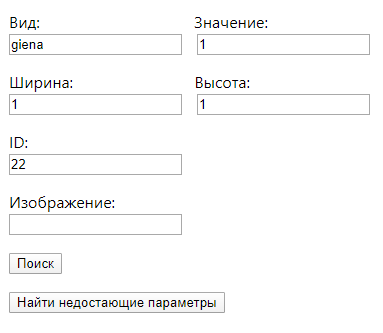 Вид: Значение:
giena 1
Ширина: Высота:
1 1
ID:
22
Изображение:
Поиск
Найти недостающие параметры